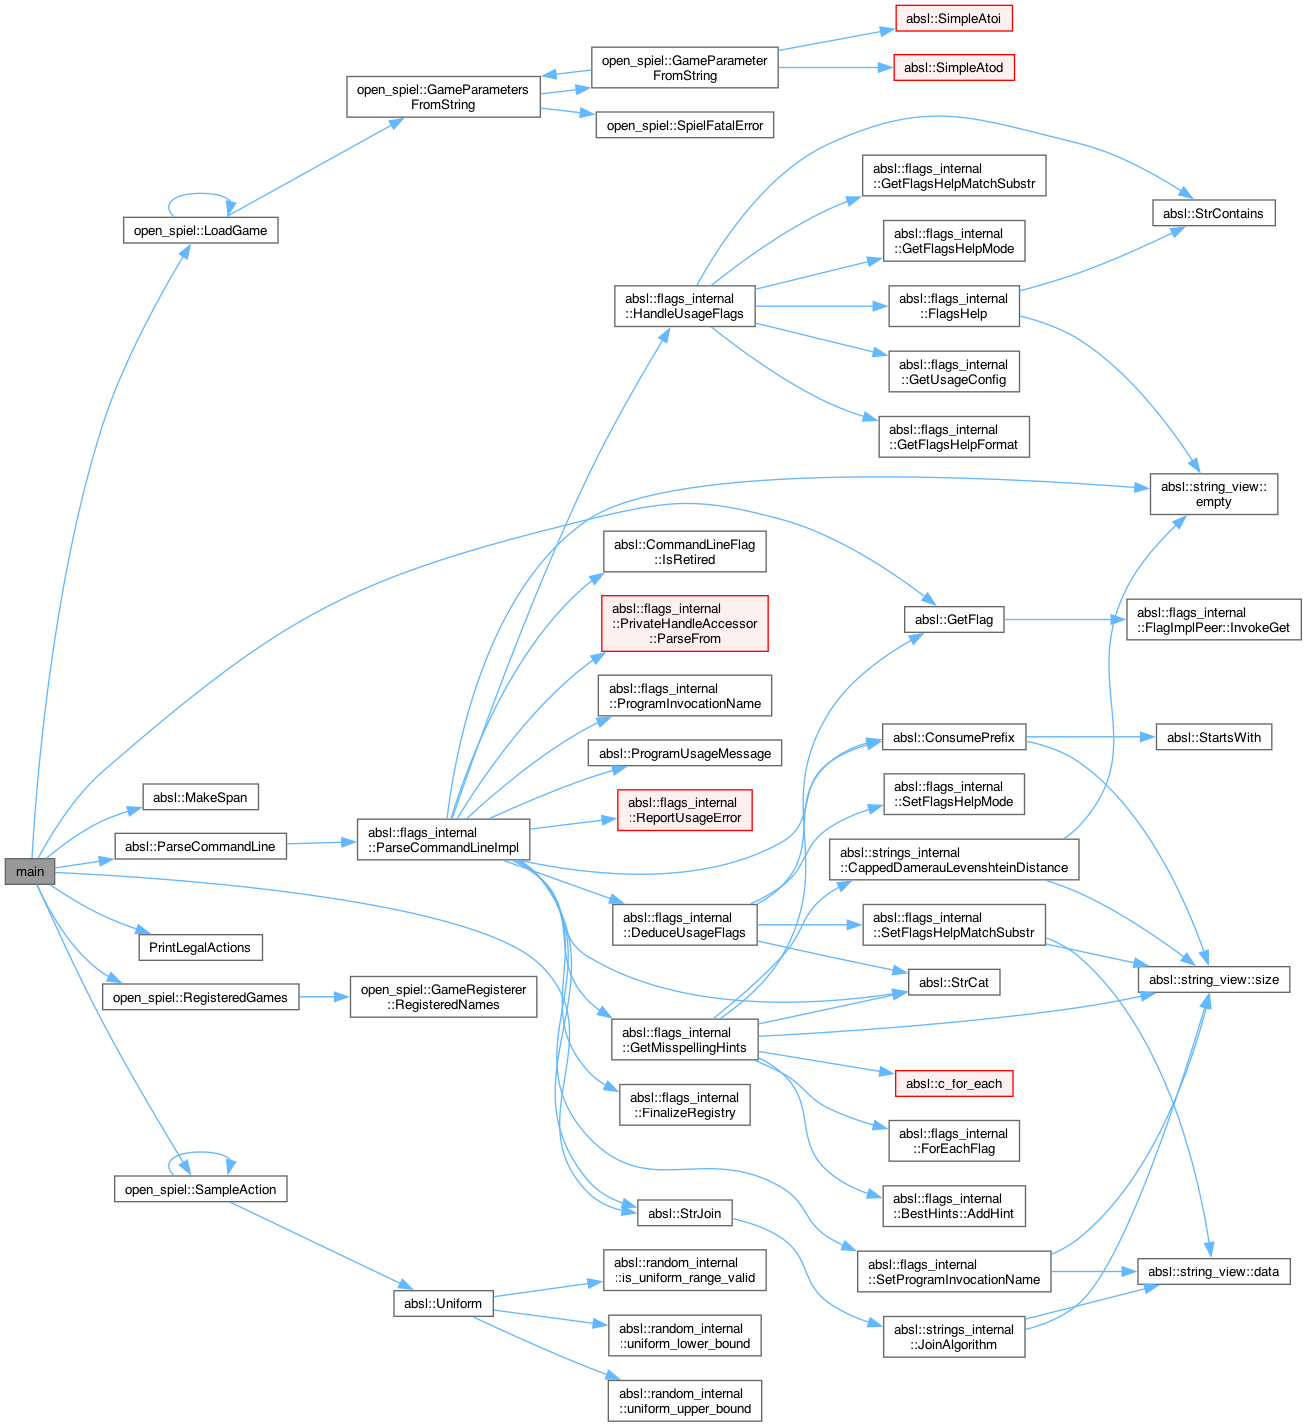 absl::SimpleAtoi
open_spiel::GameParameter
FromString
absl::SimpleAtod
open_spiel::GameParameters
FromString
open_spiel::SpielFatalError
absl::flags_internal
::GetFlagsHelpMatchSubstr
absl::StrContains
open_spiel::LoadGame
absl::flags_internal
::GetFlagsHelpMode
absl::flags_internal
::HandleUsageFlags
absl::flags_internal
::FlagsHelp
absl::flags_internal
::GetUsageConfig
absl::flags_internal
::GetFlagsHelpFormat
absl::string_view::
empty
absl::CommandLineFlag
::IsRetired
absl::flags_internal
::PrivateHandleAccessor
::ParseFrom
absl::GetFlag
absl::flags_internal
::FlagImplPeer::InvokeGet
absl::flags_internal
::ProgramInvocationName
absl::ConsumePrefix
absl::StartsWith
absl::ProgramUsageMessage
absl::MakeSpan
absl::flags_internal
::SetFlagsHelpMode
absl::flags_internal
::ReportUsageError
absl::ParseCommandLine
absl::flags_internal
::ParseCommandLineImpl
absl::strings_internal
::CappedDamerauLevenshteinDistance
main
absl::flags_internal
::DeduceUsageFlags
absl::flags_internal
::SetFlagsHelpMatchSubstr
PrintLegalActions
absl::StrCat
absl::string_view::size
open_spiel::RegisteredGames
open_spiel::GameRegisterer
::RegisteredNames
absl::flags_internal
::GetMisspellingHints
absl::c_for_each
absl::flags_internal
::FinalizeRegistry
absl::flags_internal
::ForEachFlag
open_spiel::SampleAction
absl::flags_internal
::BestHints::AddHint
absl::StrJoin
absl::random_internal
::is_uniform_range_valid
absl::flags_internal
::SetProgramInvocationName
absl::string_view::data
absl::Uniform
absl::random_internal
::uniform_lower_bound
absl::strings_internal
::JoinAlgorithm
absl::random_internal
::uniform_upper_bound